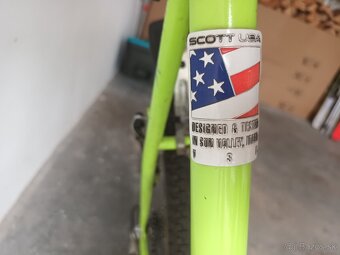 SCOTT USA
DESIGNED & TESTED
IN SUN VALLEY, IDAHO
U S